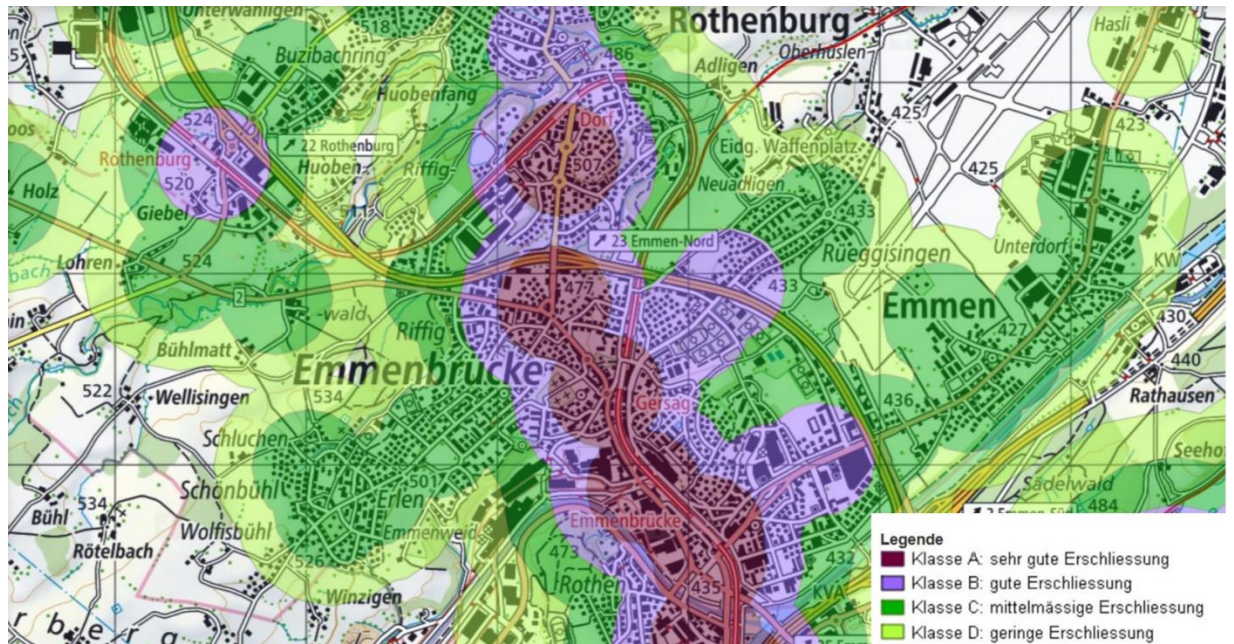 Unterwahligen
518
Rothenburg
Hasli
486
Oberhuslen
Buzibachring
Adligen
Huobenfang
524
Dorf
425
423
22 Rothenburg
Eidg. Waffenplatz
Rothenburg
507
Huoben-
Riffig-
425
Holz
520
Neuadligen
Giebel
433
23 Emmen-Nord
Rüeggisingen
Unterdorf
KW
Lohren
524
bach
477
433
2
Emmen
-wald
430
Riffig
427
Bühlmatt
440
Emmenbrücke
522
Wellisingen
534
Gersag
436
Rathausen
Schluchen
Seehof
501
Sädelwald
Schönbühl
534
Erlen
484
Bühl
Emmenbrücke
Wolfisbühl
Emmenweid
Rötelbach
473
432
526
Rothen
435
KVA
Winzigen
Legende
Klasse A: sehr gute Erschliessung
Klasse B: gute Erschliessung
Klasse C: mittelmässige Erschliessung
Klasse D: geringe Erschliessung